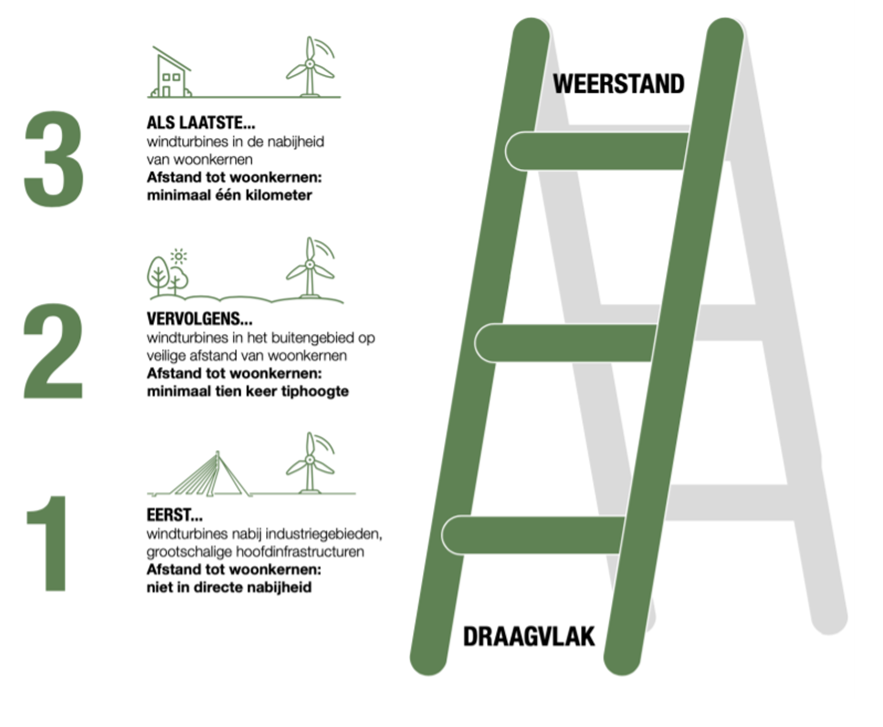 WEERSTAND
3
ALS LAATSTE...
windturbines in de nabijheid
van woonkernen
Afstand tot woonkernen:
minimaal één kilometer
2
VERVOLGENS...
windturbines in het buitengebied op
veilige afstand van woonkernen
Afstand tot woonkernen:
minimaal tien keer tiphoogte
1
EERST...
windturbines nabij industriegebieden,
grootschalige hoofdinfrastructuren
Afstand tot woonkernen:
niet in directe nabijheid
DRAAGVLAK